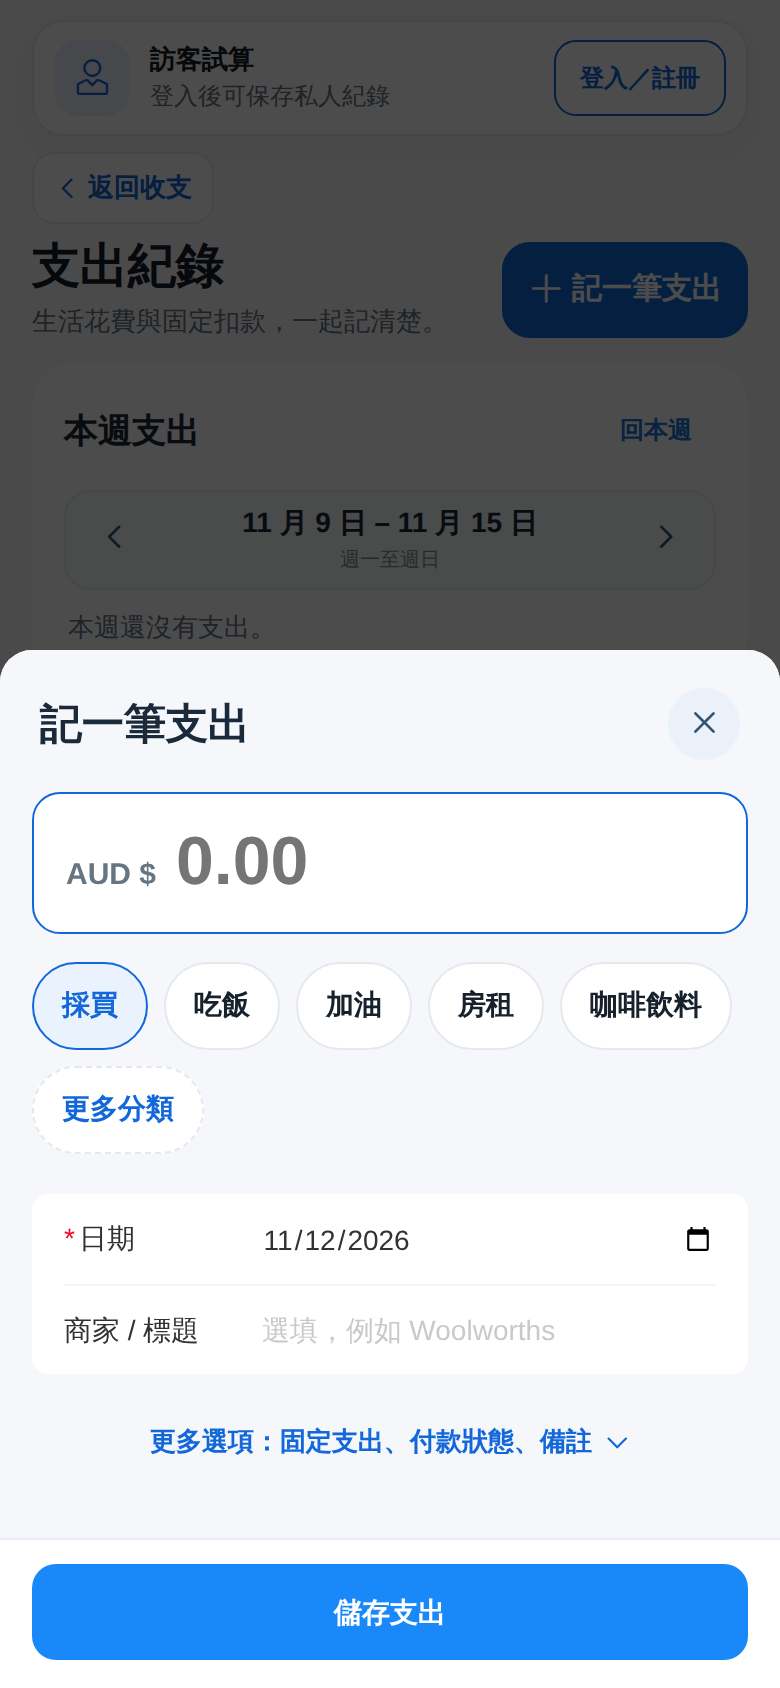 訪客試算
登入後可保存私人紀錄
登入／註冊
返回收支
支出紀錄
生活花費與固定扣款，一起記清楚。
記一筆支出
本週支出
回本週
11 月 9 日 – 11 月 15 日
週一至週日
本週還沒有支出。
記一筆支出
AUD $ 0.00
採買
吃飯
加油
房租
咖啡飲料
更多分類
*日期
11/12/2026
商家 / 標題
選填，例如 Woolworths
更多選項：固定支出、付款狀態、備註
儲存支出